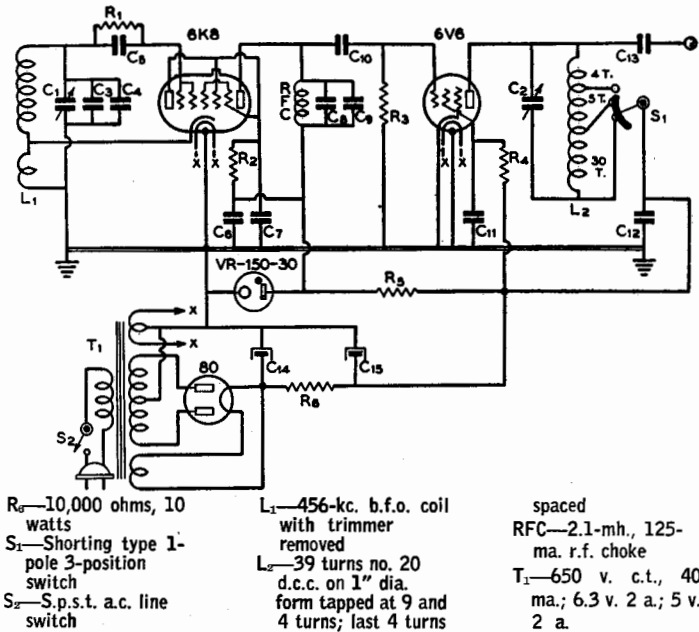 R₁
6K8
6V6
C₅
C₁₀
C₁₃
C₁
C₃
C₄
R
F
C
C₈
C₉
R₃
C₂
4 T.
5 T.
S₁
X
X
R₂
X
X
R₄
30
T.
L₁
L₂
C₆
C₇
C₁₁
C₁₂
VR-150-30
R₅
X
T₁
X
80
C₁₄
C₁₅
R₆
S₂
R₆—10,000 ohms, 10
watts
S₁—Shorting type 1-
pole 3-position
switch
S₂—S.p.s.t. a.c. line
switch
L₁—456-kc. b.f.o. coil
with trimmer
removed
L₂—39 turns no. 20
d.c.c. on 1" dia.
form tapped at 9 and
4 turns; last 4 turns
spaced
RFC—2.1-mh., 125-
ma. r.f. choke
T₁—650 v. c.t., 40
ma.; 6.3 v. 2 a.; 5 v.
2 a.